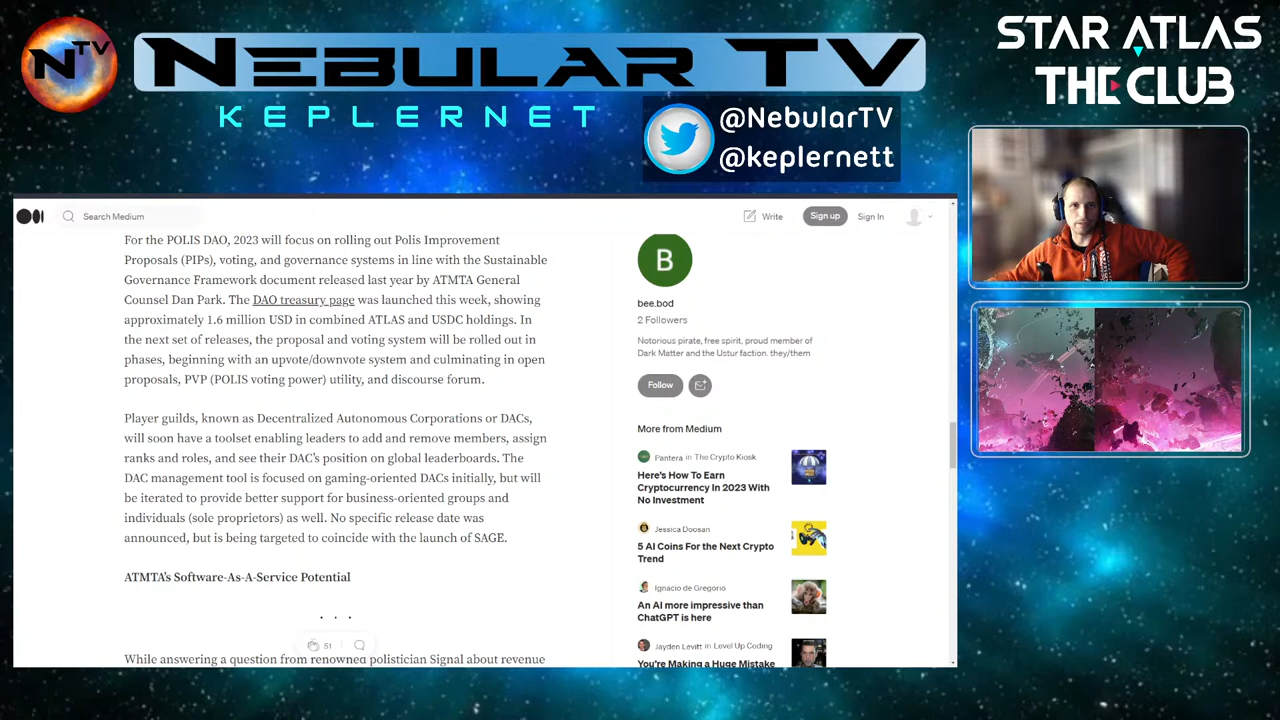 NTV
NEBULAR TV
KEPLERNET
@NebularTV
@keplernett
STAR ATLAS
THE CLUB
Search Medium
Write
Sign up
Sign In
For the POLIS DAO, 2023 will focus on rolling out Polis Improvement
Proposals (PIPs), voting, and governance systems in line with the Sustainable
Governance Framework document released last year by ATMTA General
Counsel Dan Park. The DAO treasury page was launched this week, showing
approximately 1.6 million USD in combined ATLAS and USDC holdings. In
the next set of releases, the proposal and voting system will be rolled out in
phases, beginning with an upvote/downvote system and culminating in open
proposals, PVP (POLIS voting power) utility, and discourse forum.
Player guilds, known as Decentralized Autonomous Corporations or DACs,
will soon have a toolset enabling leaders to add and remove members, assign
ranks and roles, and see their DAC's position on global leaderboards. The
DAC management tool is focused on gaming-oriented DACs initially, but will
be iterated to provide better support for business-oriented groups and
individuals (sole proprietors) as well. No specific release date was
announced, but is being targeted to coincide with the launch of SAGE.
ATMTA's Software-As-A-Service Potential
. . .
51
While answering a question from renowned polistician Signal about revenue
B
bee.bod
2 Followers
Notorious pirate, free spirit, proud member of
Dark Matter and the Ustur faction. they/them
Follow
More from Medium
Pantera in The Crypto Kiosk
Here's How To Earn
Cryptocurrency In 2023 With
No Investment
Jessica Doosan
5 AI Coins For the Next Crypto
Trend
Ignacio de Gregorio
An AI more impressive than
ChatGPT is here
Jayden Levitt in Level Up Coding
You're Making a Huge Mistake